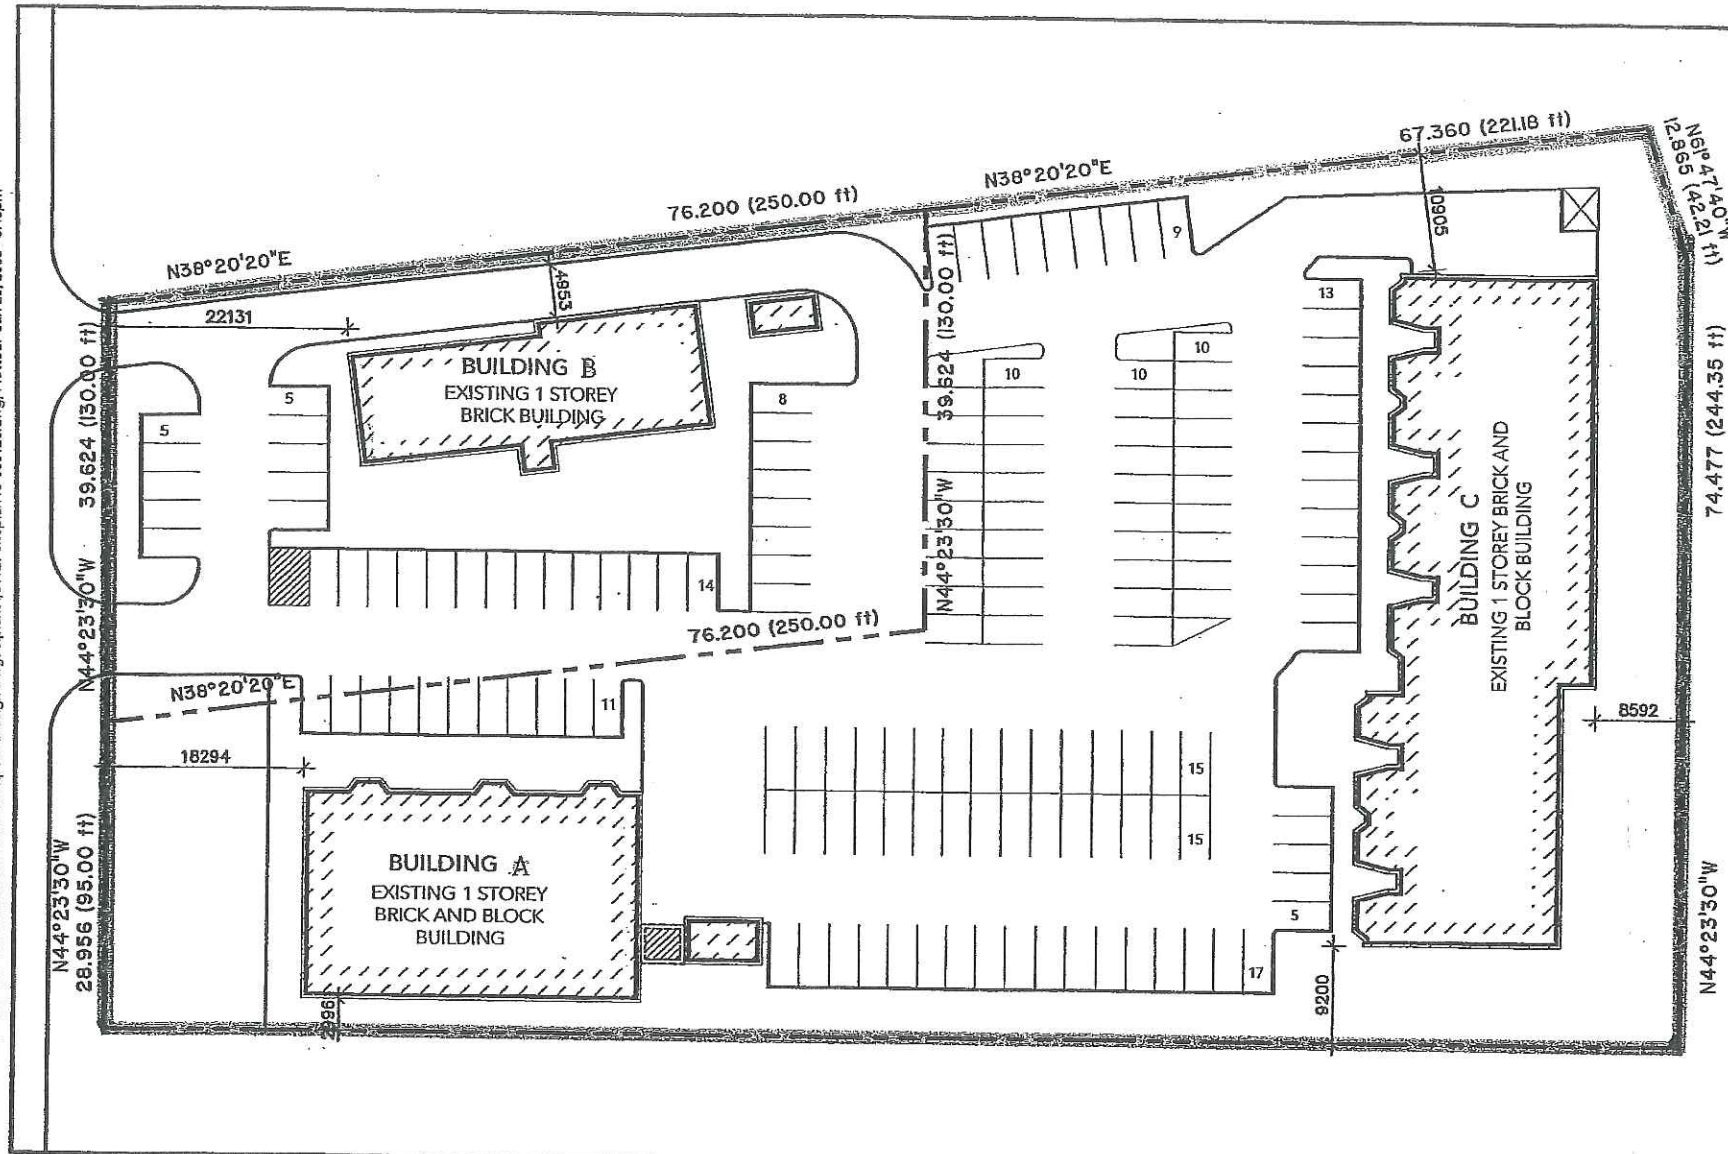 67.360 (221.18 ft)
N61°47'40"W
12.865 (42.21 ft)
N38°20'20"E
76.200 (250.00 ft)
N38°20'20"E
10905
9
4853
22131
13
39.624 (130.00 ft)
N44°23'30"W
39.624 (130.00 ft)
N44°23'30"W
74.477 (244.35 ft)
N44°23'30"W
BUILDING B
EXISTING 1 STOREY
BRICK BUILDING
10
10
10
5
5
8
14
BUILDING C
EXISTING 1 STOREY BRICK AND
BLOCK BUILDING
76.200 (250.00 ft)
N38°20'20"E
11
8592
18294
15
15
N44°23'30"W
28.956 (95.00 ft)
BUILDING A
EXISTING 1 STOREY
BRICK AND BLOCK
BUILDING
5
17
9200